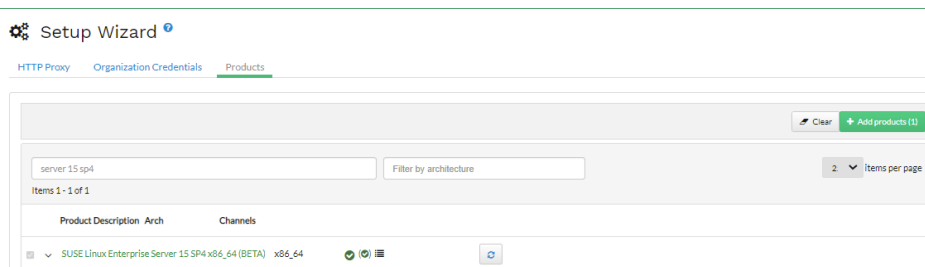 Setup Wizard
HTTP Proxy Organization Credentials Products
Clear + Add products (1)
server 15 sp4 Filter by architecture 2 items per page
Items 1 - 1 of 1
Product Description Arch Channels
SUSE Linux Enterprise Server 15 SP4 x86_64 (BETA) x86_64